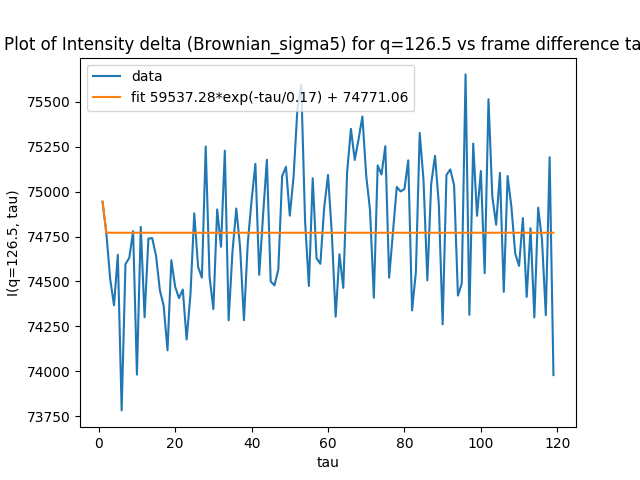 Plot of Intensity delta (Brownian_sigma5) for q=126.5 vs frame difference ta
data
fit 59537.28*exp(-tau/0.17) + 74771.06
I(q=126.5, tau)
75500
75250
75000
74750
74500
74250
74000
73750
0 20 40 60 80 100 120
tau